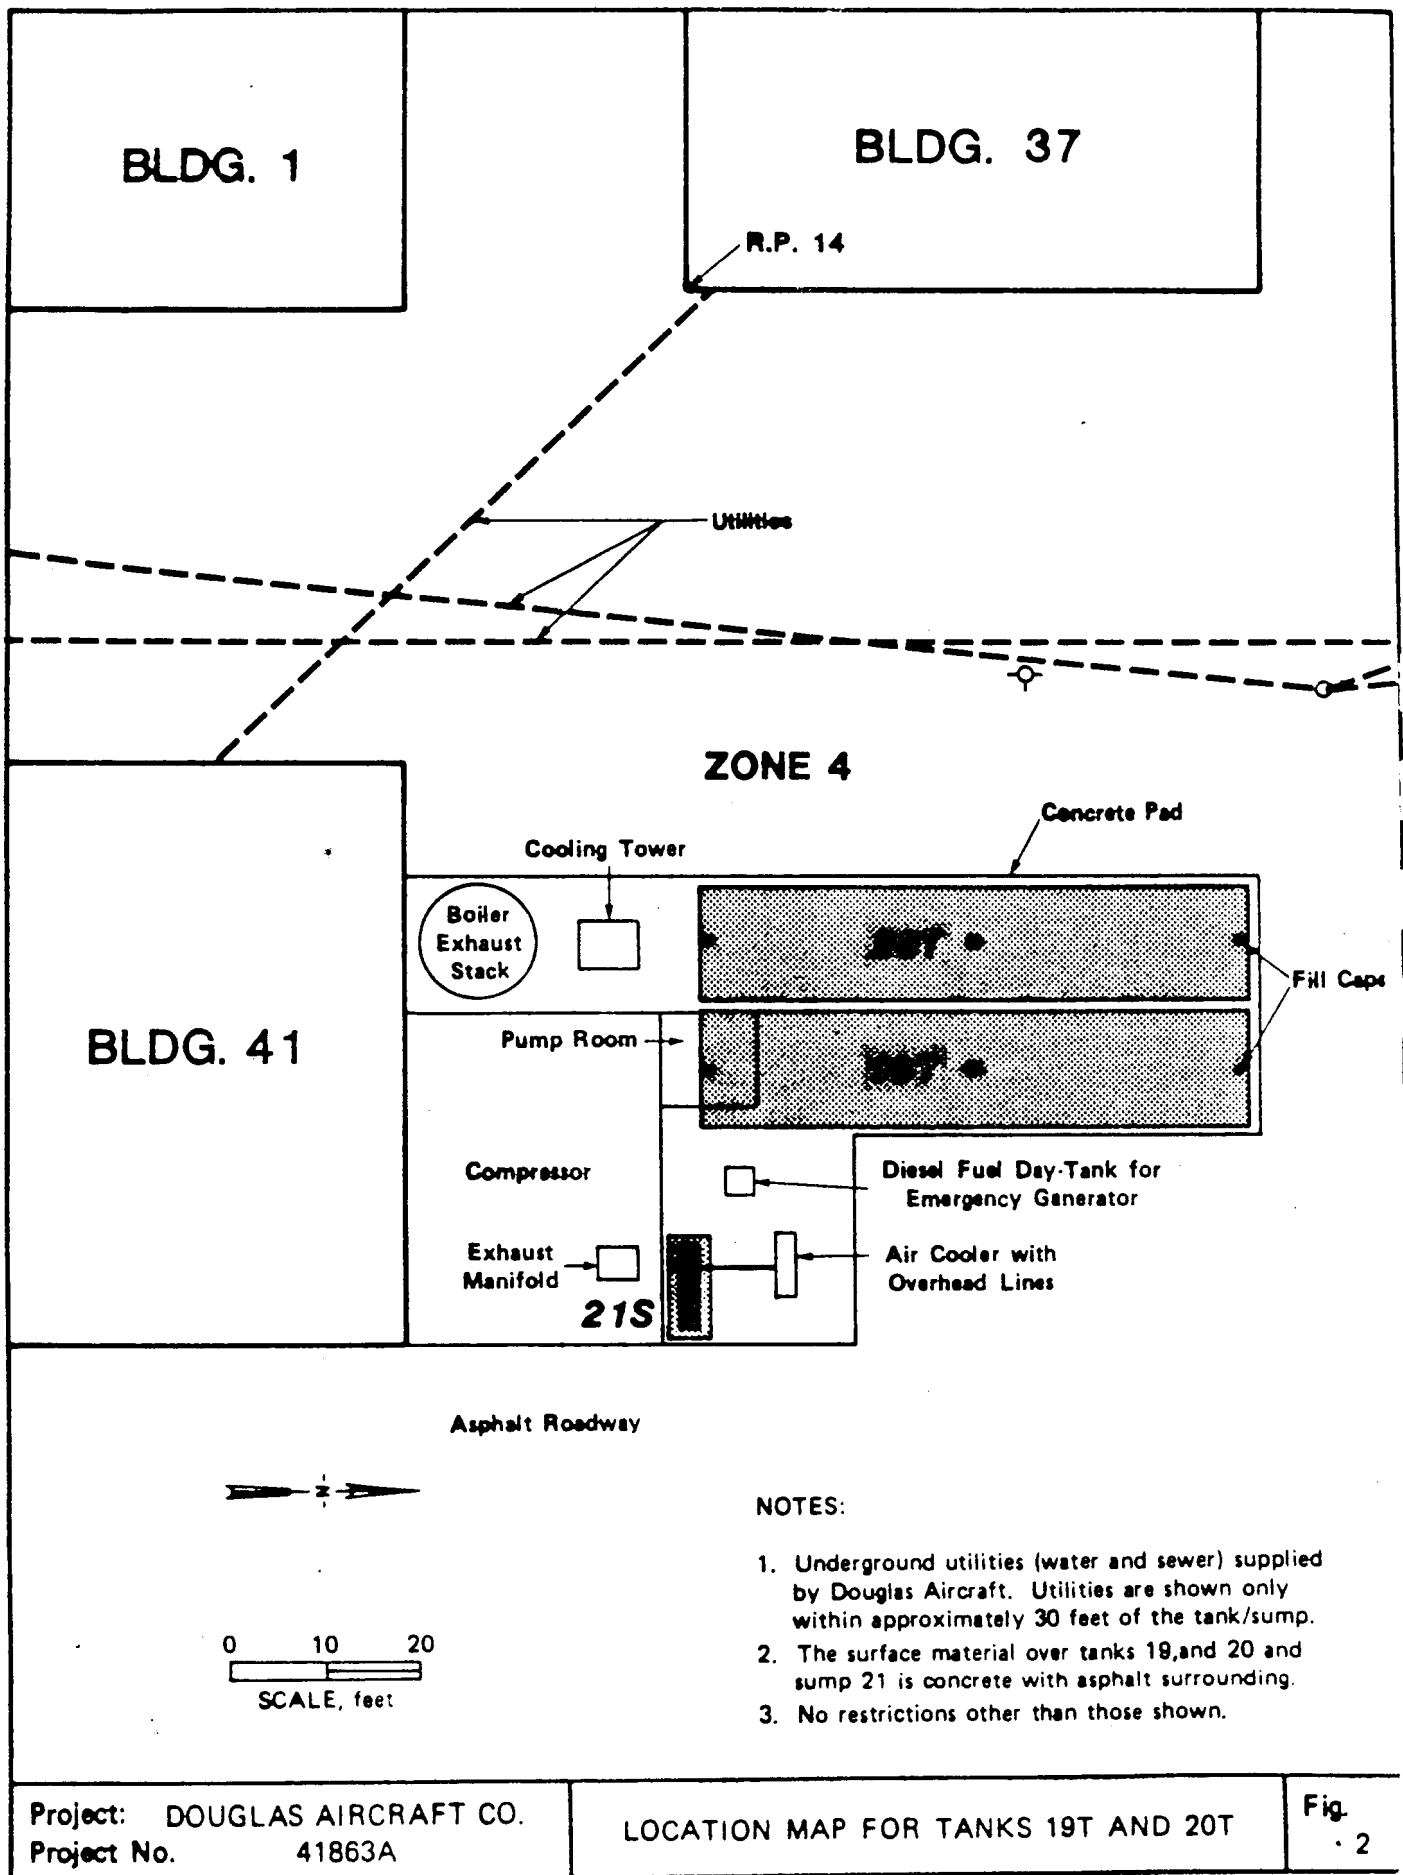 BLDG. 1
BLDG. 37
R.P. 14
Utilities
ZONE 4
Concrete Pad
Cooling Tower
Boiler
Exhaust
Stack
Fill Caps
BLDG. 41
Pump Room
Compressor
Diesel Fuel Day-Tank for
Emergency Generator
Exhaust
Manifold
Air Cooler with
Overhead Lines
21S
Asphalt Roadway
N
NOTES:
1. Underground utilities (water and sewer) supplied
by Douglas Aircraft. Utilities are shown only
within approximately 30 feet of the tank/sump.
2. The surface material over tanks 19,and 20 and
sump 21 is concrete with asphalt surrounding.
3. No restrictions other than those shown.
0 10 20
SCALE, feet
Project: DOUGLAS AIRCRAFT CO.
Project No. 41863A
LOCATION MAP FOR TANKS 19T AND 20T
Fig.
2